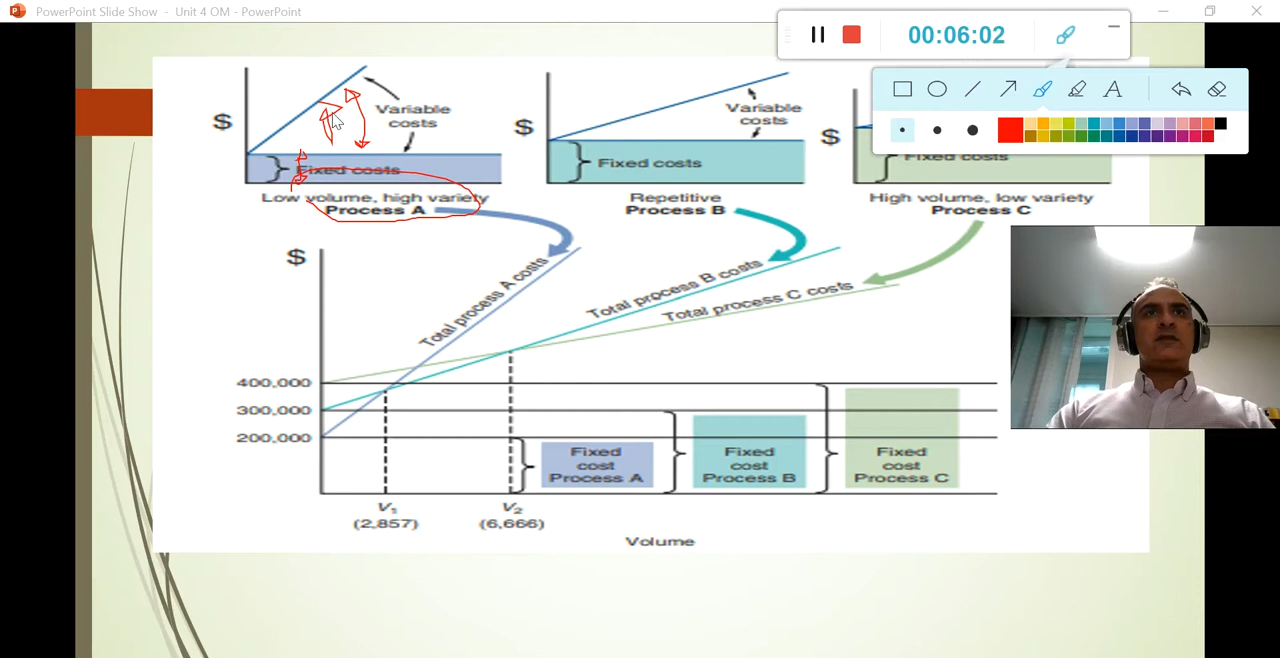 PowerPoint Slide Show - Unit 4 OM - PowerPoint
00:06:02
A
$
Variable
costs
Fixed costs
Low volume, high variety
Process A
$
Variable
costs
Fixed costs
Repetitive
Process B
$
Fixed costs
High volume, low variety
Process C
$
Total process A costs
Total process B costs
Total process C costs
400,000
300,000
200,000
Fixed
cost
Process A
Fixed
cost
Process B
Fixed
cost
Process C
V1
(2,857)
V2
(6,666)
Volume